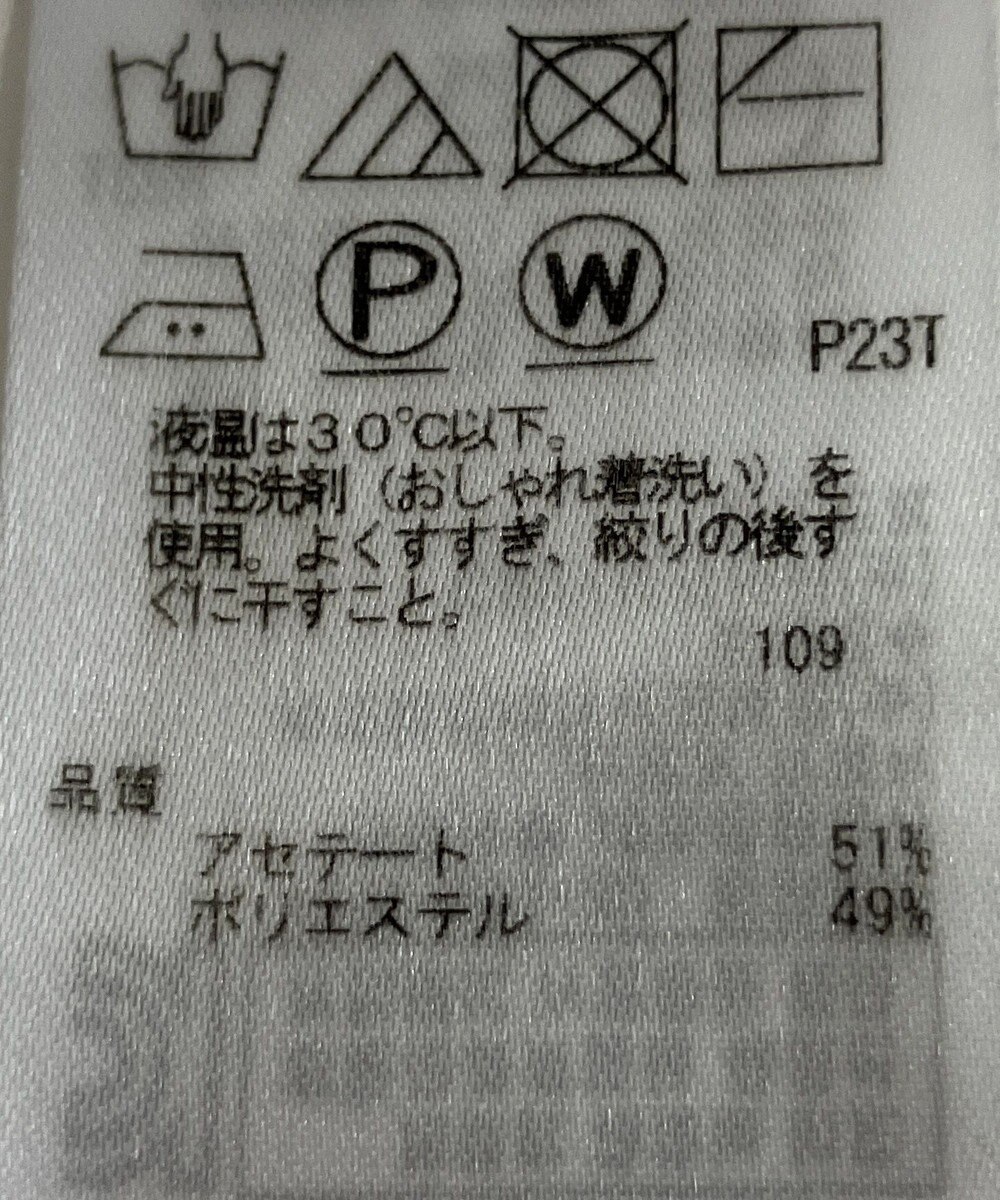 P W
P23T
液温は30℃以下。
中性洗剤（おしゃれ着洗い）を
使用。よくすすぎ、絞りの後す
ぐに干すこと。
109
品質
アセテート 51%
ポリエステル 49%